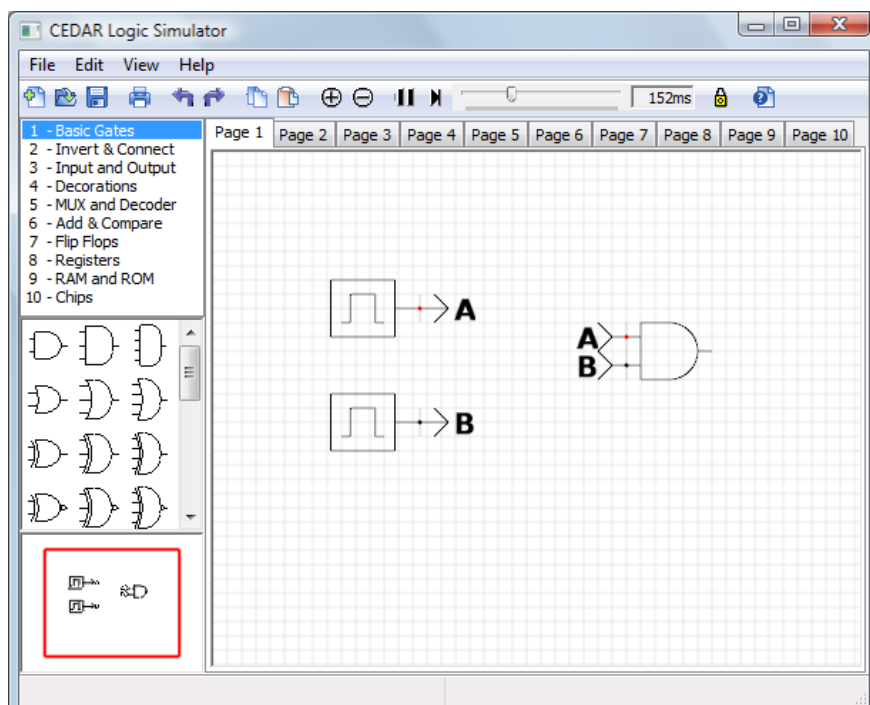 CEDAR Logic Simulator
File Edit View Help
152ms
1 - Basic Gates
2 - Invert & Connect
3 - Input and Output
4 - Decorations
5 - MUX and Decoder
6 - Add & Compare
7 - Flip Flops
8 - Registers
9 - RAM and ROM
10 - Chips
Page 1 Page 2 Page 3 Page 4 Page 5 Page 6 Page 7 Page 8 Page 9 Page 10
A
B
A
B